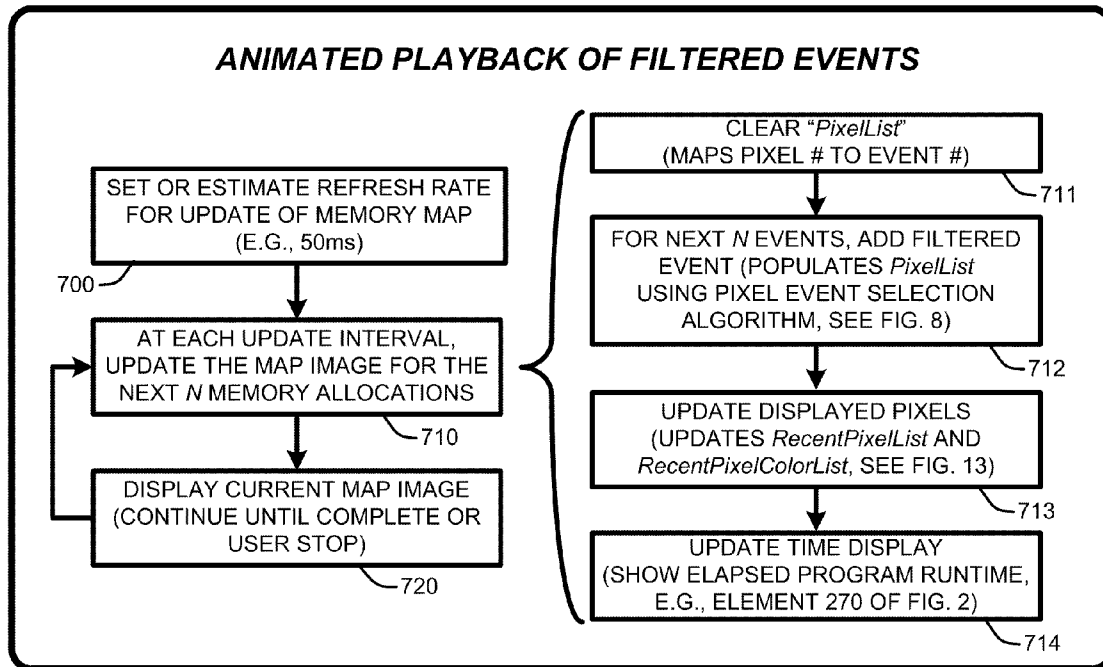 ANIMATED PLAYBACK OF FILTERED EVENTS
SET OR ESTIMATE REFRESH RATE
FOR UPDATE OF MEMORY MAP
(E.G., 50ms)
700
AT EACH UPDATE INTERVAL,
UPDATE THE MAP IMAGE FOR THE
NEXT N MEMORY ALLOCATIONS
710
DISPLAY CURRENT MAP IMAGE
(CONTINUE UNTIL COMPLETE OR
USER STOP)
720
CLEAR “PixelList”
(MAPS PIXEL # TO EVENT #)
711
FOR NEXT N EVENTS, ADD FILTERED
EVENT (POPULATES PixelList
USING PIXEL EVENT SELECTION
ALGORITHM, SEE FIG. 8)
712
UPDATE DISPLAYED PIXELS
(UPDATES RecentPixelList AND
RecentPixelColorList, SEE FIG. 13)
713
UPDATE TIME DISPLAY
(SHOW ELAPSED PROGRAM RUNTIME,
E.G., ELEMENT 270 OF FIG. 2)
714